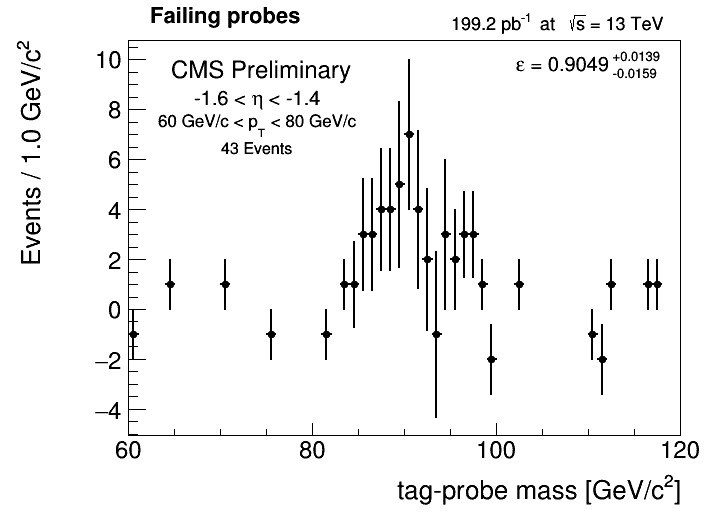 Failing probes
199.2 pb⁻¹ at √s = 13 TeV
CMS Preliminary
-1.6 < η < -1.4
60 GeV/c < p_T < 80 GeV/c
43 Events
ε = 0.9049 +0.0139 -0.0159
Events / 1.0 GeV/c²
10
8
6
4
2
0
−2
−4
60 80 100 120
tag-probe mass [GeV/c²]